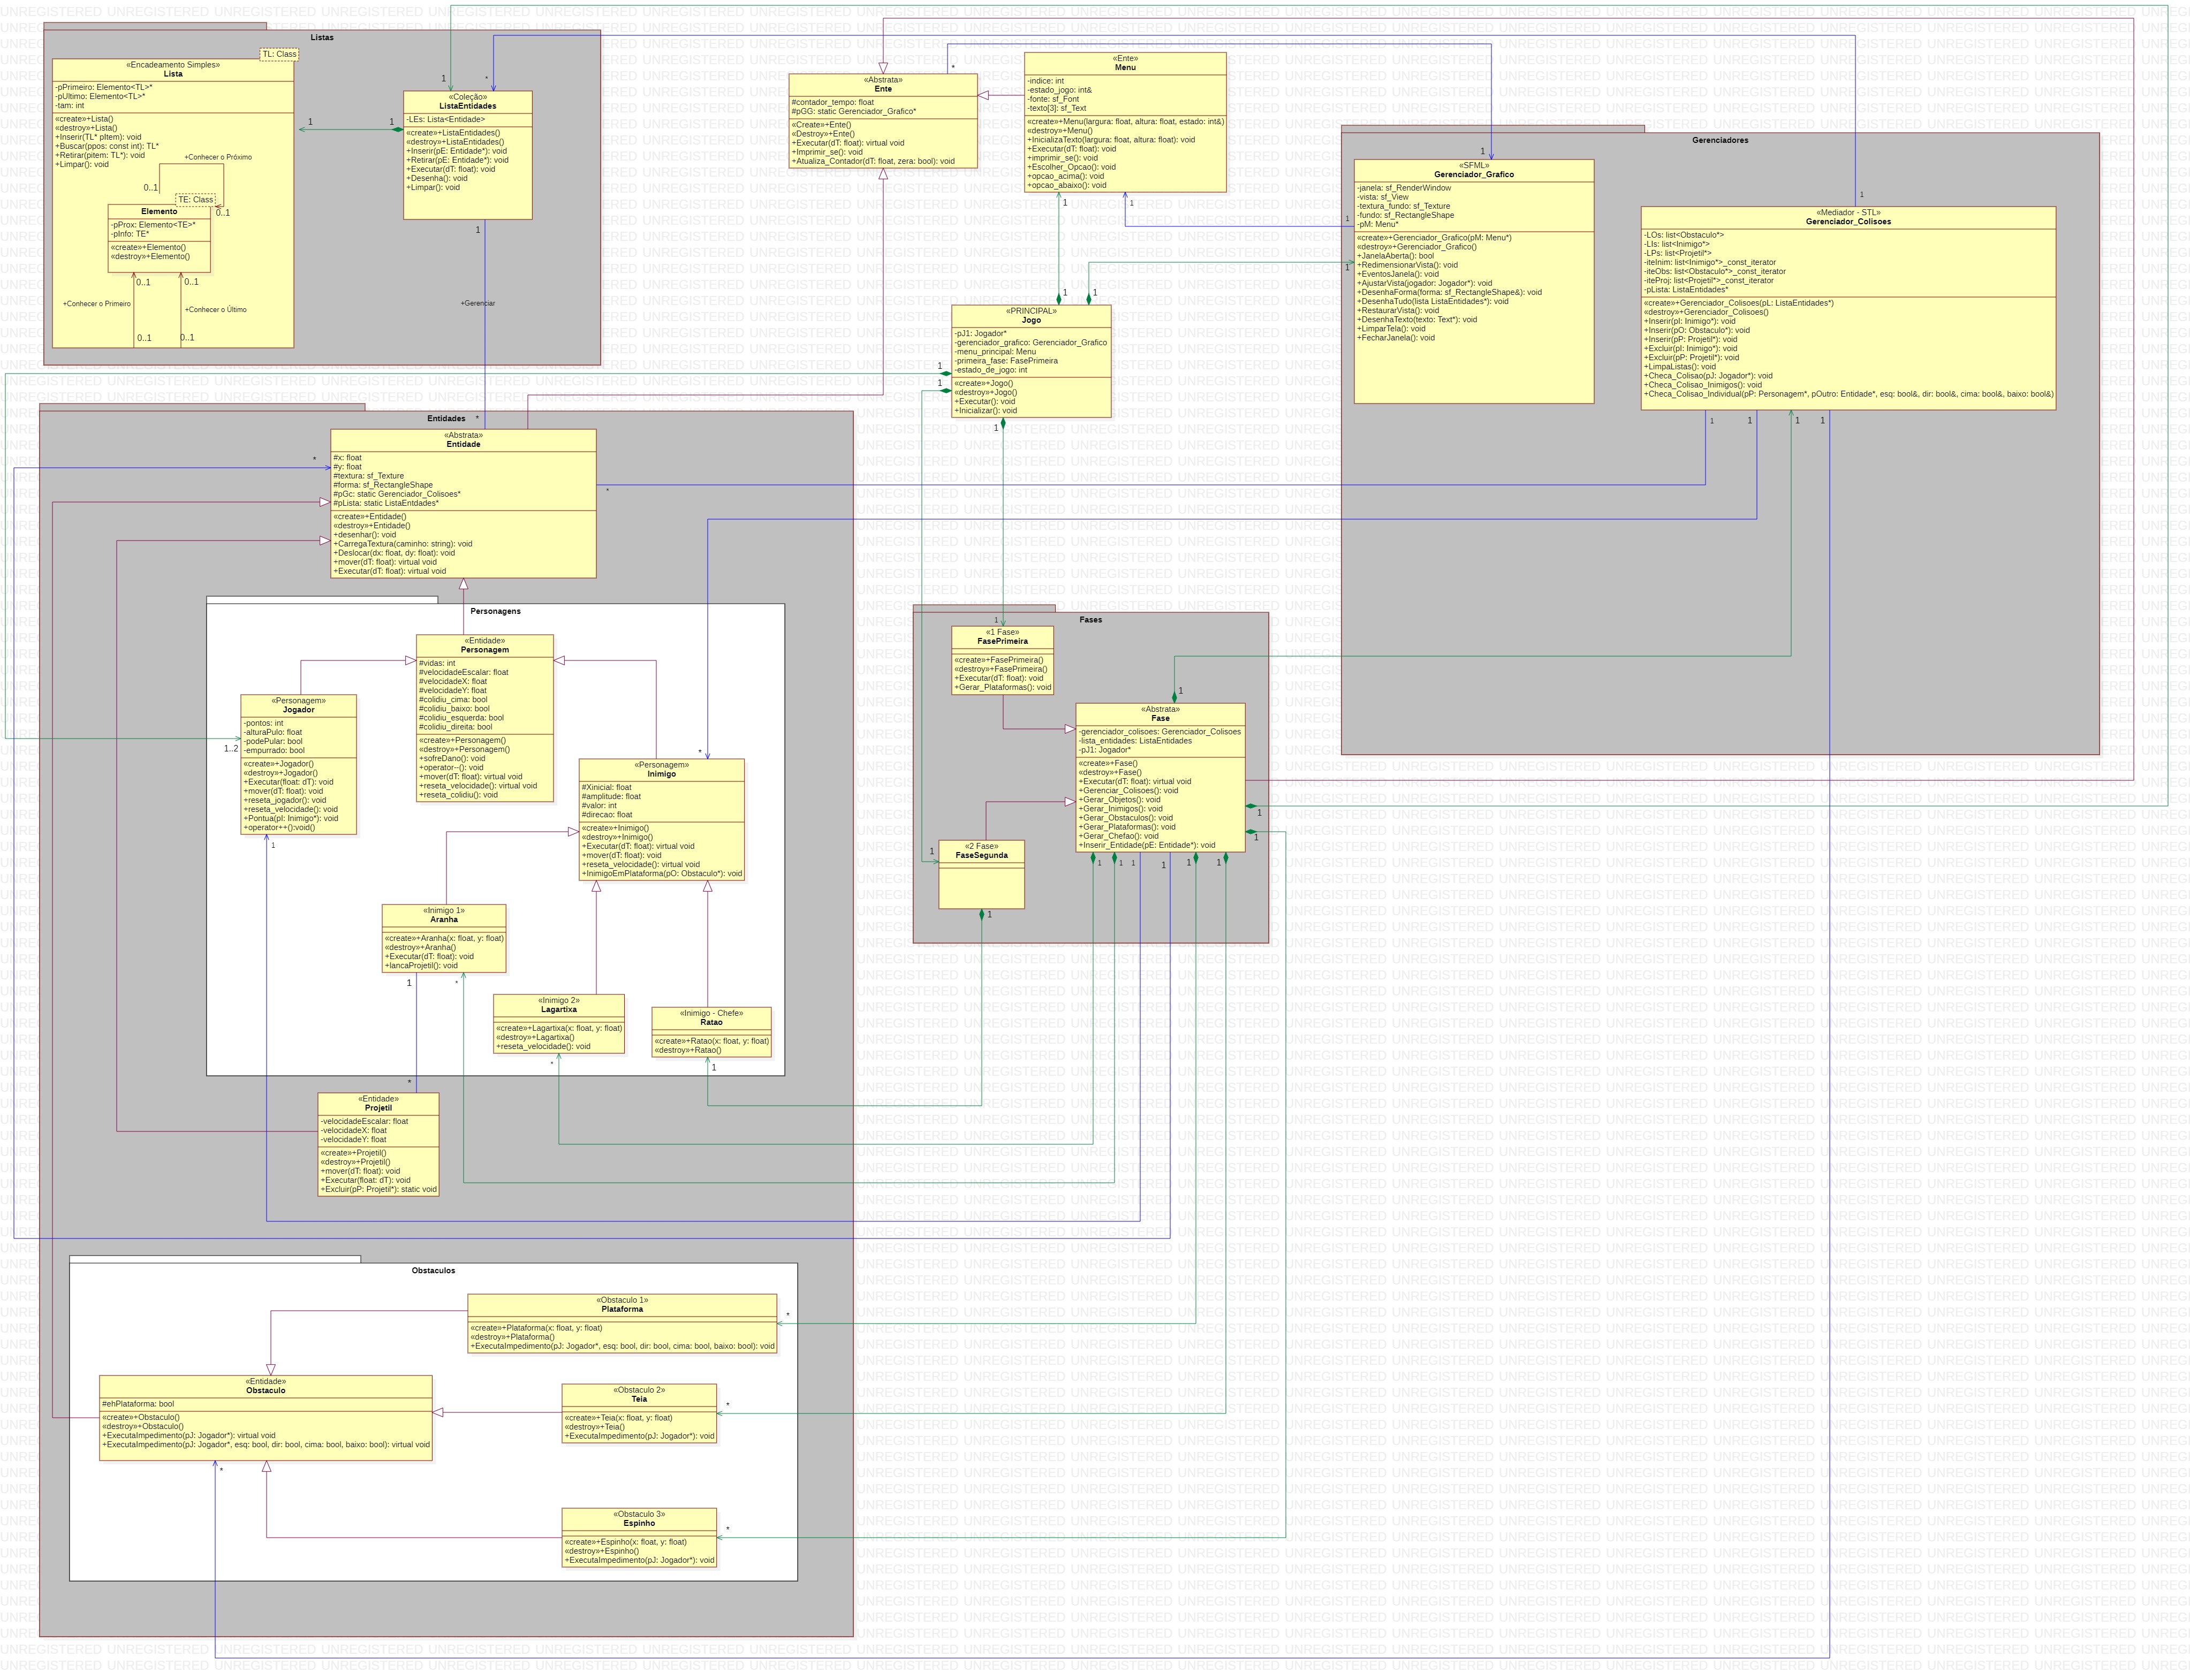 Listas
TL: Class
«Encadeamento Simples»
Lista
-pPrimeiro: Elemento<TL>*
-pUltimo: Elemento<TL>*
-tam: int
«create»+Lista()
«destroy»+Lista()
+Inserir(TL* pItem): void
+Buscar(ppos: const int): TL*
+Retirar(pitem: TL*): void
+Limpar(): void
+Conhecer o Próximo
0..1
0..1
TE: Class
Elemento
-pProx: Elemento<TE>*
-pInfo: TE*
«create»+Elemento()
«destroy»+Elemento()
0..1
0..1
+Conhecer o Primeiro
+Conhecer o Último
0..1
0..1
1
*
«Coleção»
ListaEntidades
-LEs: Lista<Entidade>
«create»+ListaEntidades()
«destroy»+ListaEntidades()
+Inserir(pE: Entidade*): void
+Retirar(pE: Entidade*): void
+Executar(dT: float): void
+Desenha(): void
+Limpar(): void
1
1
1
+Gerenciar
*
*
«Abstrata»
Ente
#contador_tempo: float
#pGG: static Gerenciador_Grafico*
«Create»+Ente()
«Destroy»+Ente()
+Executar(dT: float): virtual void
+Imprimir_se(): void
+Atualiza_Contador(dT: float, zera: bool): void
«Ente»
Menu
-indice: int
-estado_jogo: int&
-fonte: sf_Font
-texto[3]: sf_Text
«create»+Menu(largura: float, altura: float, estado: int&)
«destroy»+Menu()
+InicializaTexto(largura: float, altura: float): void
+Executar(dT: float): void
+imprimir_se(): void
+Escolher_Opcao(): void
+opcao_acima(): void
+opcao_abaixo(): void
1
1
1
1
«PRINCIPAL»
Jogo
-pJ1: Jogador*
-gerenciador_grafico: Gerenciador_Grafico
-menu_principal: Menu
-primeira_fase: FasePrimeira
-estado_de_jogo: int
«create»+Jogo()
«destroy»+Jogo()
+Executar(): void
+Inicializar(): void
1
1
1
Gerenciadores
1
«SFML»
Gerenciador_Grafico
-janela: sf_RenderWindow
-vista: sf_View
-textura_fundo: sf_Texture
-fundo: sf_RectangleShape
-pM: Menu*
«create»+Gerenciador_Grafico(pM: Menu*)
«destroy»+Gerenciador_Grafico()
+JanelaAberta(): bool
+RedimensionarVista(): void
+EventosJanela(): void
+AjustarVista(jogador: Jogador*): void
+DesenhaForma(forma: sf_RectangleShape&): void
+DesenhaTudo(lista ListaEntidades*): void
+RestaurarVista(): void
+DesenhaTexto(texto: Text*): void
+LimparTela(): void
+FecharJanela(): void
1
1
1
«Mediador - STL»
Gerenciador_Colisoes
-LOs: list<Obstaculo*>
-LIs: list<Inimigo*>
-LPs: list<Projetil*>
-iteInim: list<Inimigo*>_const_iterator
-iteObs: list<Obstaculo*>_const_iterator
-iteProj: list<Projetil*>_const_iterator
-pLista: ListaEntidades*
«create»+Gerenciador_Colisoes(pL: ListaEntidades*)
«destroy»+Gerenciador_Colisoes()
+Inserir(pI: Inimigo*): void
+Inserir(pO: Obstaculo*): void
+Inserir(pP: Projetil*): void
+Excluir(pI: Inimigo*): void
+Excluir(pP: Projetil*): void
+LimpaListas(): void
+Checa_Colisao(pJ: Jogador*): void
+Checa_Colisao_Inimigos(): void
+Checa_Colisao_Individual(pP: Personagem*, pOutro: Entidade*, esq: bool&, dir: bool&, cima: bool&, baixo: bool&)
1
1
1
1
Entidades
«Abstrata»
Entidade
#x: float
#y: float
#textura: sf_Texture
#forma: sf_RectangleShape
#pGc: static Gerenciador_Colisoes*
#pLista: static ListaEntdades*
«create»+Entidade()
«destroy»+Entidade()
+desenhar(): void
+CarregaTextura(caminho: string): void
+Deslocar(dx: float, dy: float): void
+mover(dT: float): virtual void
+Executar(dT: float): virtual void
*
*
Personagens
«Entidade»
Personagem
#vidas: int
#velocidadeEscalar: float
#velocidadeX: float
#velocidadeY: float
#colidiu_cima: bool
#colidiu_baixo: bool
#colidiu_esquerda: bool
#colidiu_direita: bool
«create»+Personagem()
«destroy»+Personagem()
+sofreDano(): void
+operator--(): void
+mover(dT: float): virtual void
+reseta_velocidade(): virtual void
+reseta_colidiu(): void
«Personagem»
Jogador
-pontos: int
-alturaPulo: float
-podePular: bool
-empurrado: bool
«create»+Jogador()
«destroy»+Jogador()
+Executar(float: dT): void
+mover(dT: float): void
+reseta_jogador(): void
+reseta_velocidade(): void
+Pontua(pI: Inimigo*): void
+operator++():void()
1..2
1
*
«Personagem»
Inimigo
#Xinicial: float
#amplitude: float
#valor: int
#direcao: float
«create»+Inimigo()
«destroy»+Inimigo()
+Executar(dT: float): virtual void
+mover(dT: float): void
+reseta_velocidade(): virtual void
+InimigoEmPlataforma(pO: Obstaculo*): void
«Inimigo 1»
Aranha
«create»+Aranha(x: float, y: float)
«destroy»+Aranha()
+Executar(dT: float): void
+lancaProjetil(): void
1
*
«Inimigo 2»
Lagartixa
«create»+Lagartixa(x: float, y: float)
«destroy»+Lagartixa()
+reseta_velocidade(): void
*
«Inimigo - Chefe»
Ratao
«create»+Ratao(x: float, y: float)
«destroy»+Ratao()
1
*
«Entidade»
Projetil
-velocidadeEscalar: float
-velocidadeX: float
-velocidadeY: float
«create»+Projetil()
«destroy»+Projetil()
+mover(dT: float): void
+Executar(float: dT): void
+Excluir(pP: Projetil*): static void
Fases
1
«1 Fase»
FasePrimeira
«create»+FasePrimeira()
«destroy»+FasePrimeira()
+Executar(dT: float): void
+Gerar_Plataformas(): void
1
«Abstrata»
Fase
-gerenciador_colisoes: Gerenciador_Colisoes
-lista_entidades: ListaEntidades
-pJ1: Jogador*
«create»+Fase()
«destroy»+Fase()
+Executar(dT: float): virtual void
+Gerenciar_Colisoes(): void
+Gerar_Objetos(): void
+Gerar_Inimigos(): void
+Gerar_Obstaculos(): void
+Gerar_Plataformas(): void
+Gerar_Chefao(): void
+Inserir_Entidade(pE: Entidade*): void
1
1
1
1
1
1
1
1
1
«2 Fase»
FaseSegunda
1
Obstaculos
«Obstaculo 1»
Plataforma
«create»+Plataforma(x: float, y: float)
«destroy»+Plataforma()
+ExecutaImpedimento(pJ: Jogador*, esq: bool, dir: bool, cima: bool, baixo: bool): void
*
«Entidade»
Obstaculo
#ehPlataforma: bool
«create»+Obstaculo()
«destroy»+Obstaculo()
+ExecutaImpedimento(pJ: Jogador*): virtual void
+ExecutaImpedimento(pJ: Jogador*, esq: bool, dir: bool, cima: bool, baixo: bool): virtual void
*
«Obstaculo 2»
Teia
«create»+Teia(x: float, y: float)
«destroy»+Teia()
+ExecutaImpedimento(pJ: Jogador*): void
*
«Obstaculo 3»
Espinho
«create»+Espinho(x: float, y: float)
«destroy»+Espinho()
+ExecutaImpedimento(pJ: Jogador*): void
*